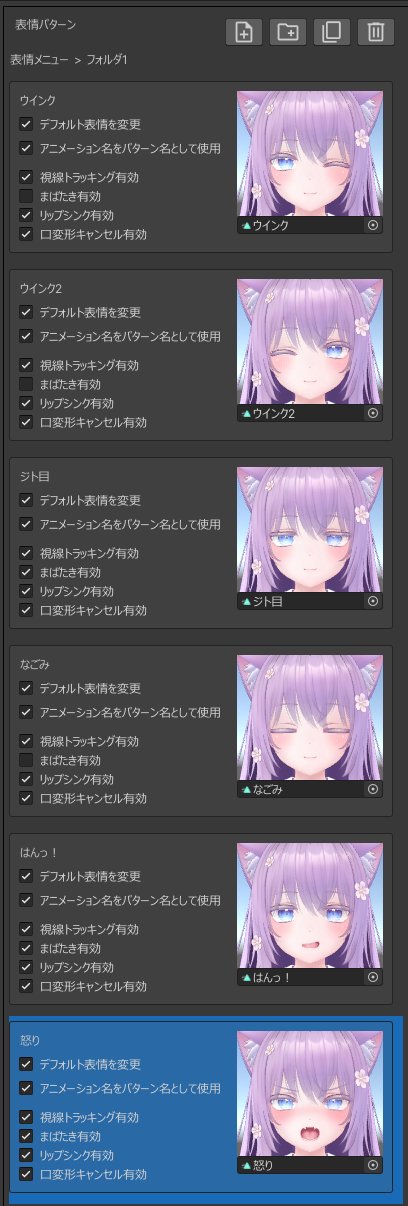 表情パターン
表情メニュー > フォルダ1
ウインク
デフォルト表情を変更
アニメーション名をパターン名として使用
視線トラッキング有効
まばたき有効
リップシンク有効
口変形キャンセル有効
ウインク
ウインク2
デフォルト表情を変更
アニメーション名をパターン名として使用
視線トラッキング有効
まばたき有効
リップシンク有効
口変形キャンセル有効
ウインク2
ジト目
デフォルト表情を変更
アニメーション名をパターン名として使用
視線トラッキング有効
まばたき有効
リップシンク有効
口変形キャンセル有効
ジト目
なごみ
デフォルト表情を変更
アニメーション名をパターン名として使用
視線トラッキング有効
まばたき有効
リップシンク有効
口変形キャンセル有効
なごみ
はんっ！
デフォルト表情を変更
アニメーション名をパターン名として使用
視線トラッキング有効
まばたき有効
リップシンク有効
口変形キャンセル有効
はんっ！
怒り
デフォルト表情を変更
アニメーション名をパターン名として使用
視線トラッキング有効
まばたき有効
リップシンク有効
口変形キャンセル有効
怒り